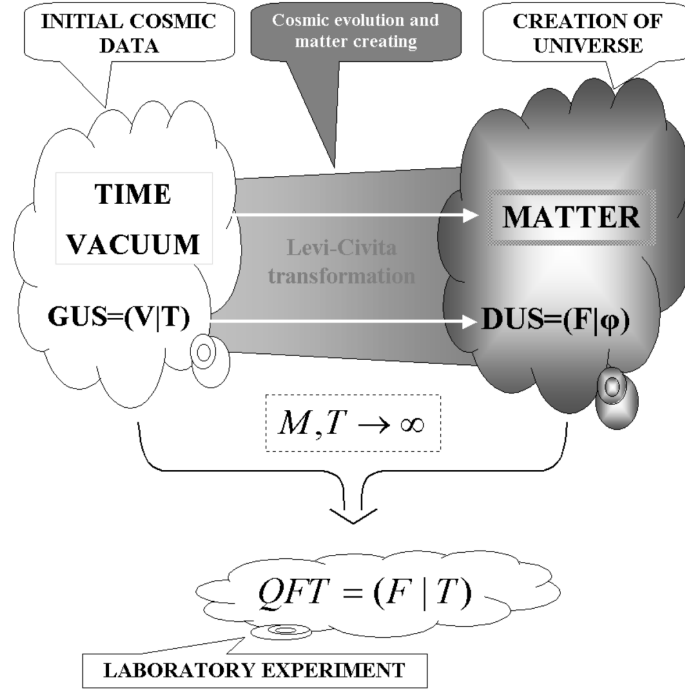 INITIAL COSMIC
DATA
Cosmic evolution and
matter creating
CREATION OF
UNIVERSE
TIME
VACUUM
GUS=(V|T)
Levi-Civita
transformation
MATTER
DUS=(F|φ)
M,T → ∞
QFT = (F | T)
LABORATORY EXPERIMENT